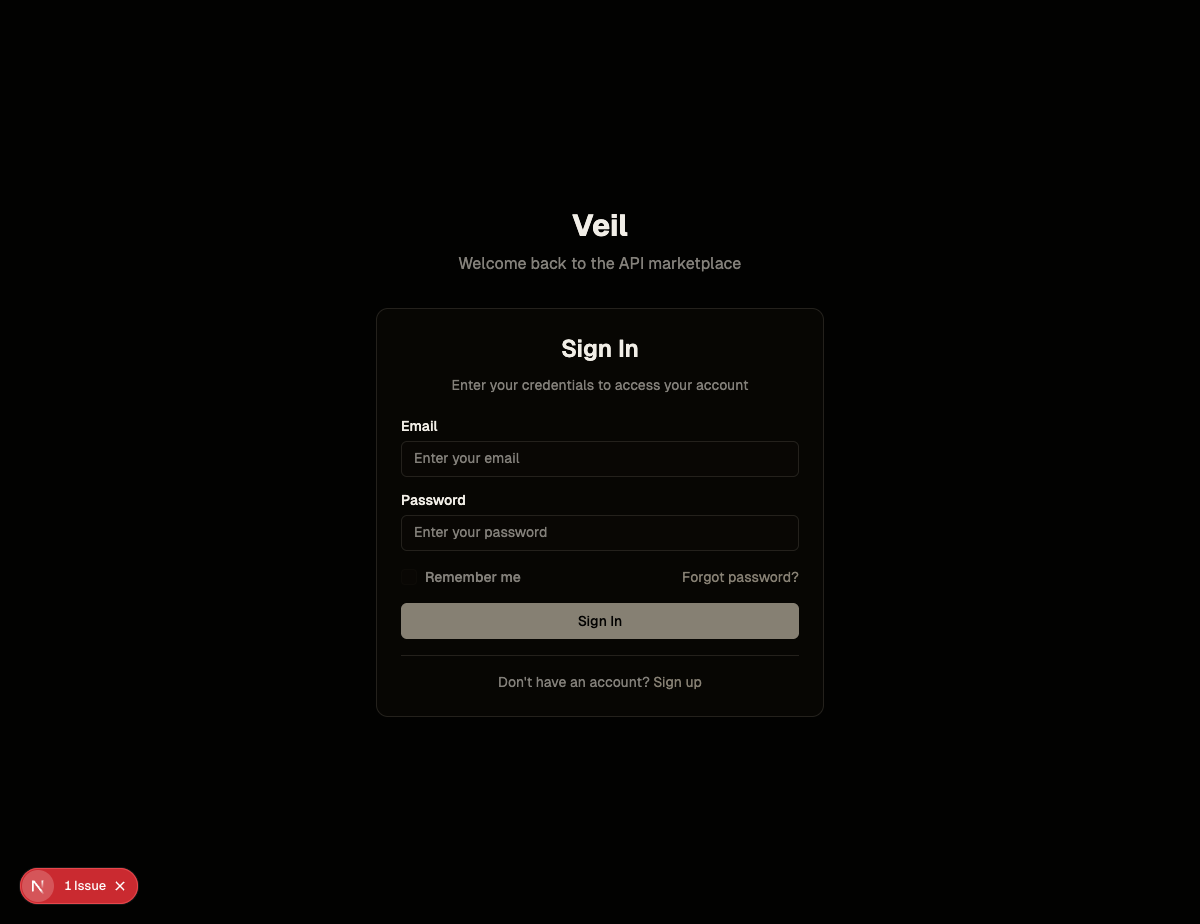 Veil
Welcome back to the API marketplace
Sign In
Enter your credentials to access your account
Email
Enter your email
Password
Enter your password
Remember me
Forgot password?
Sign In
Don't have an account? Sign up
N
1 Issue